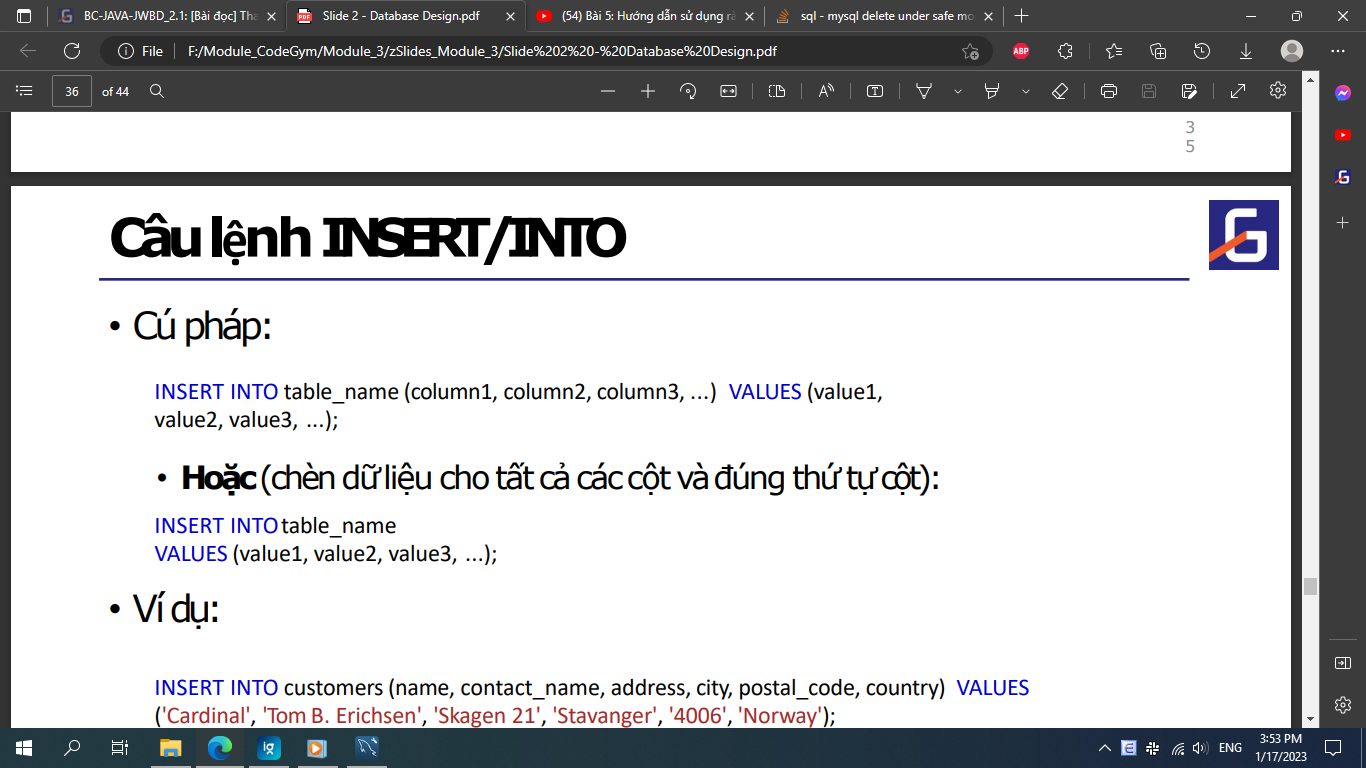 BC-JAVA-JWBD_2.1: [Bài đọc] Tha
Slide 2 - Database Design.pdf
(54) Bài 5: Hướng dẫn sử dụng rà
sql - mysql delete under safe mo
File
F:/Module_CodeGym/Module_3/zSlides_Module_3/Slide%202%20-%20Database%20Design.pdf
ABP
36 of 44
3
5
Câu lệnh INSERT/INTO
• Cú pháp:
INSERT INTO table_name (column1, column2, column3, ...) VALUES (value1,
value2, value3, ...);
• Hoặc (chèn dữ liệu cho tất cả các cột và đúng thứ tự cột):
INSERT INTO table_name
VALUES (value1, value2, value3, ...);
• Ví dụ:
INSERT INTO customers (name, contact_name, address, city, postal_code, country) VALUES
('Cardinal', 'Tom B. Erichsen', 'Skagen 21', 'Stavanger', '4006', 'Norway');
ENG
3:53 PM
1/17/2023